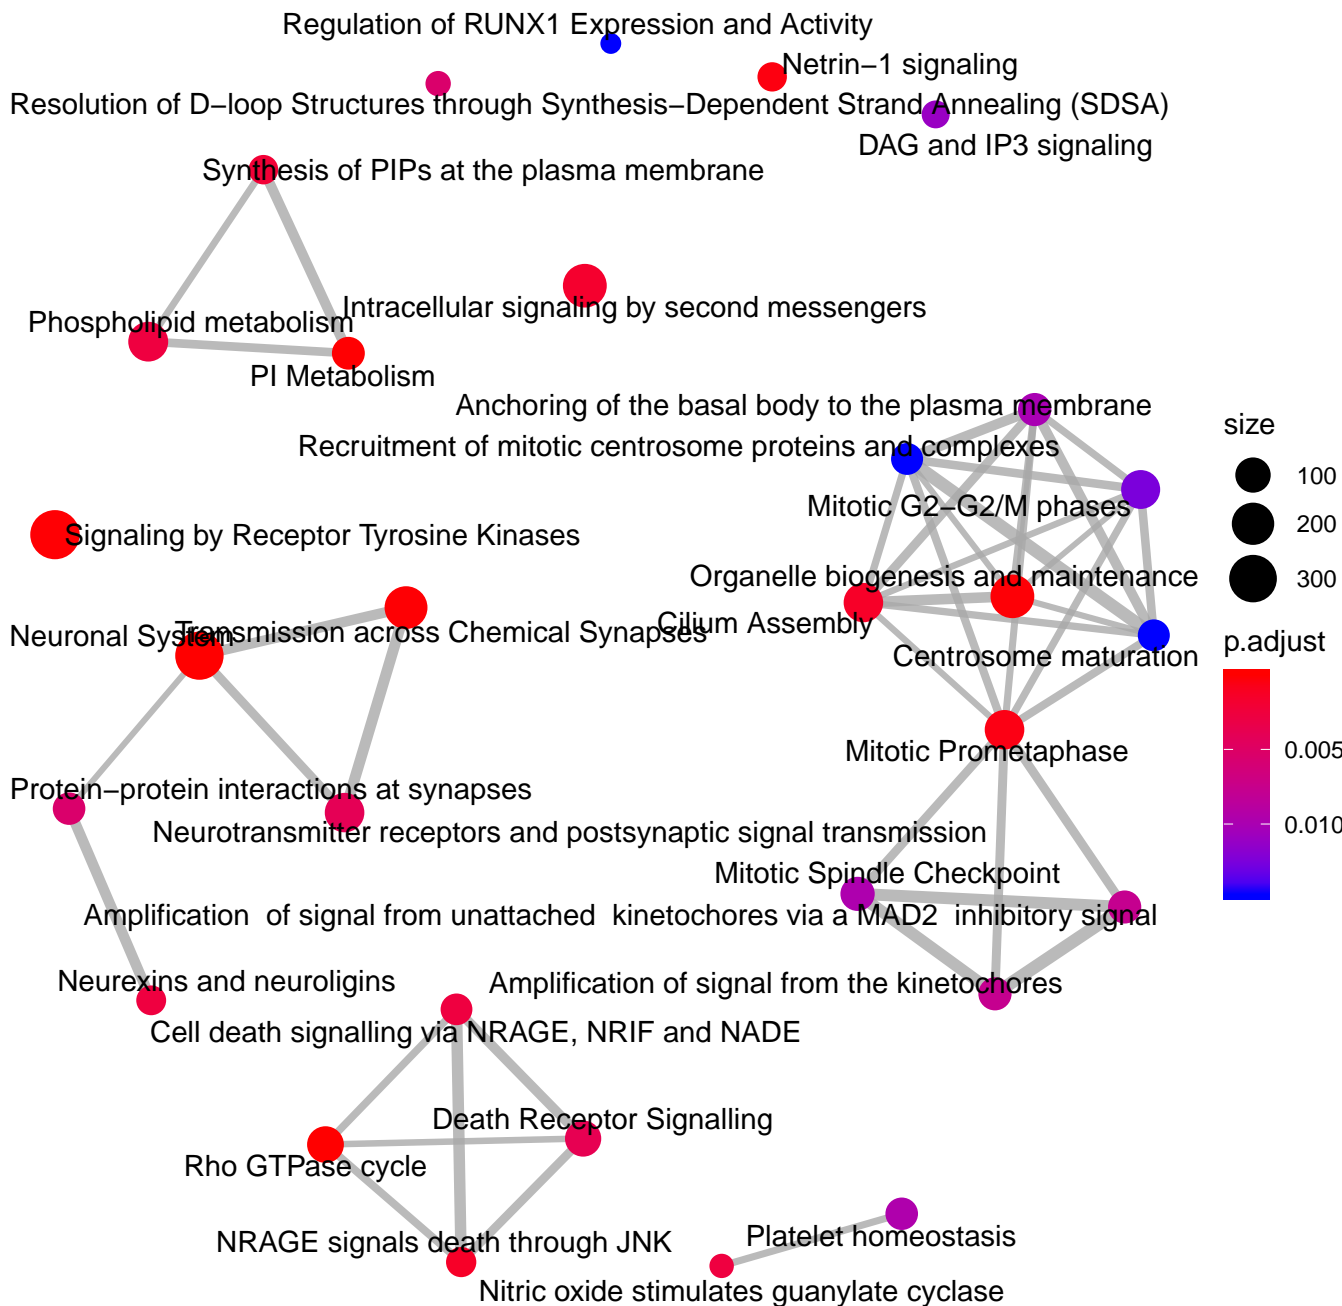 Regulation of RUNX1 Expression and Activity
Netrin−1 signaling
Resolution of D−loop Structures through Synthesis−Dependent Strand Annealing (SDSA)
DAG and IP3 signaling
Synthesis of PIPs at the plasma membrane
Intracellular signaling by second messengers
Phospholipid metabolism
PI Metabolism
Anchoring of the basal body to the plasma membrane
Recruitment of mitotic centrosome proteins and complexes
Mitotic G2−G2/M phases
Signaling by Receptor Tyrosine Kinases
Organelle biogenesis and maintenance
Cilium Assembly
Neuronal System
Transmission across Chemical Synapses
Centrosome maturation
Mitotic Prometaphase
Protein−protein interactions at synapses
Neurotransmitter receptors and postsynaptic signal transmission
Mitotic Spindle Checkpoint
Amplification  of signal from unattached  kinetochores via a MAD2  inhibitory signal
Neurexins and neuroligins
Amplification of signal from the kinetochores
Cell death signalling via NRAGE, NRIF and NADE
Death Receptor Signalling
Rho GTPase cycle
NRAGE signals death through JNK
Platelet homeostasis
Nitric oxide stimulates guanylate cyclase
size
100
200
300
p.adjust
0.005
0.010